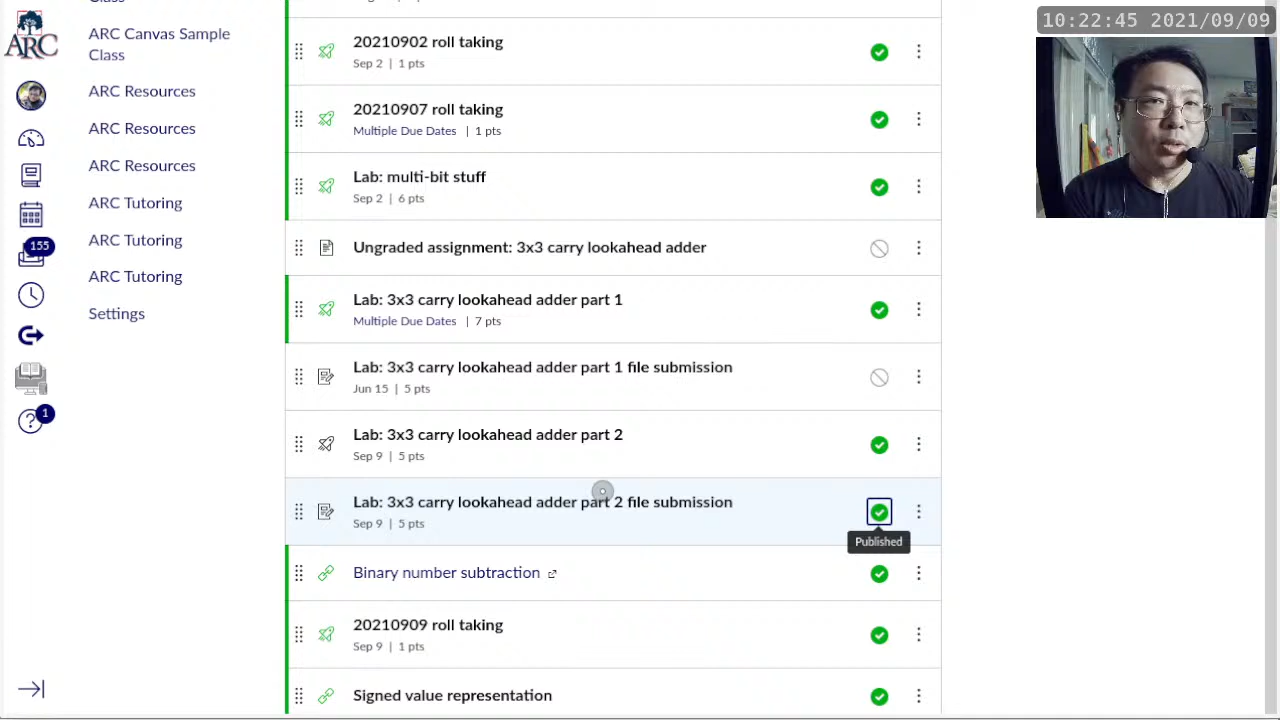 Class
10:22:45 2021/09/09
ARC
ARC Canvas Sample
Class
ARC Resources
ARC Resources
ARC Resources
ARC Tutoring
ARC Tutoring
ARC Tutoring
Settings
155
1
20210902 roll taking
Sep 2 | 1 pts
20210907 roll taking
Multiple Due Dates | 1 pts
Lab: multi-bit stuff
Sep 2 | 6 pts
Ungraded assignment: 3x3 carry lookahead adder
Lab: 3x3 carry lookahead adder part 1
Multiple Due Dates | 7 pts
Lab: 3x3 carry lookahead adder part 1 file submission
Jun 15 | 5 pts
Lab: 3x3 carry lookahead adder part 2
Sep 9 | 5 pts
Lab: 3x3 carry lookahead adder part 2 file submission
Sep 9 | 5 pts
Published
Binary number subtraction
20210909 roll taking
Sep 9 | 1 pts
Signed value representation